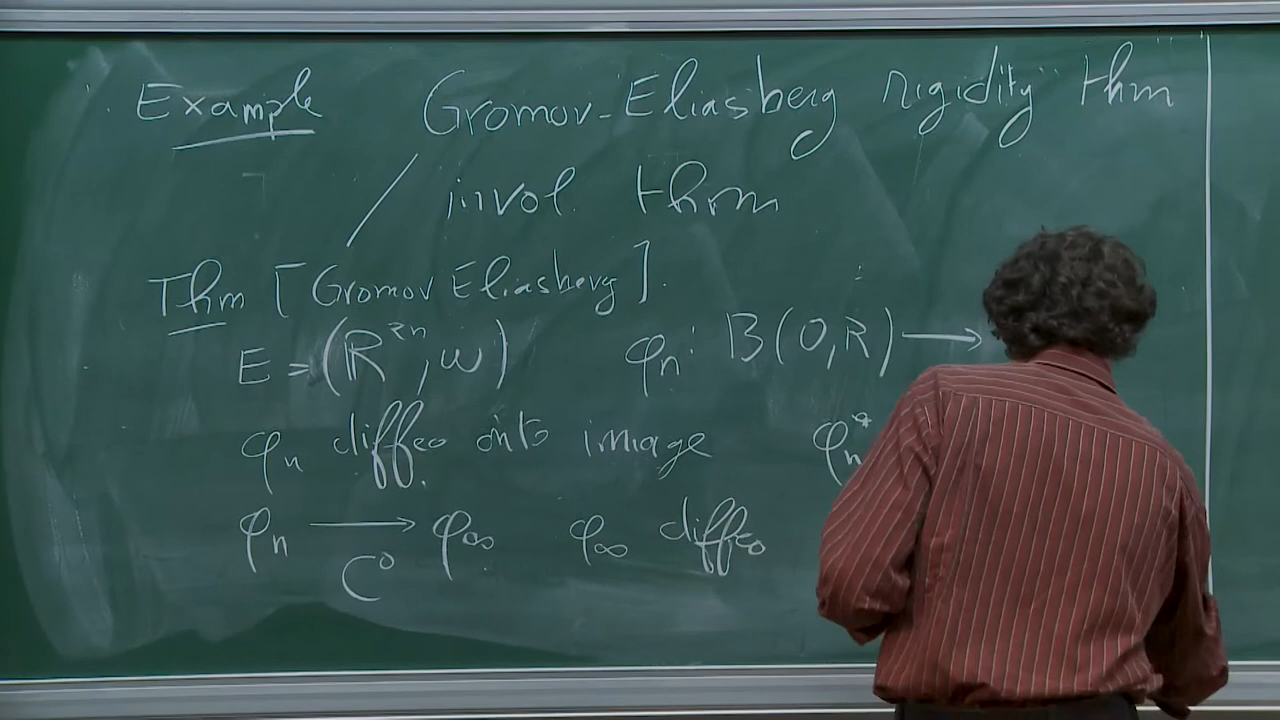 Example Gromov-Eliasberg rigidity thm
invol. thm
Thm [Gromov Eliasberg].
E = (R²ⁿ, ω) φₙ: B(0,R) →
φₙ diffeo onto image φₙ*
φₙ → φ∞ φ∞ diffeo
C⁰